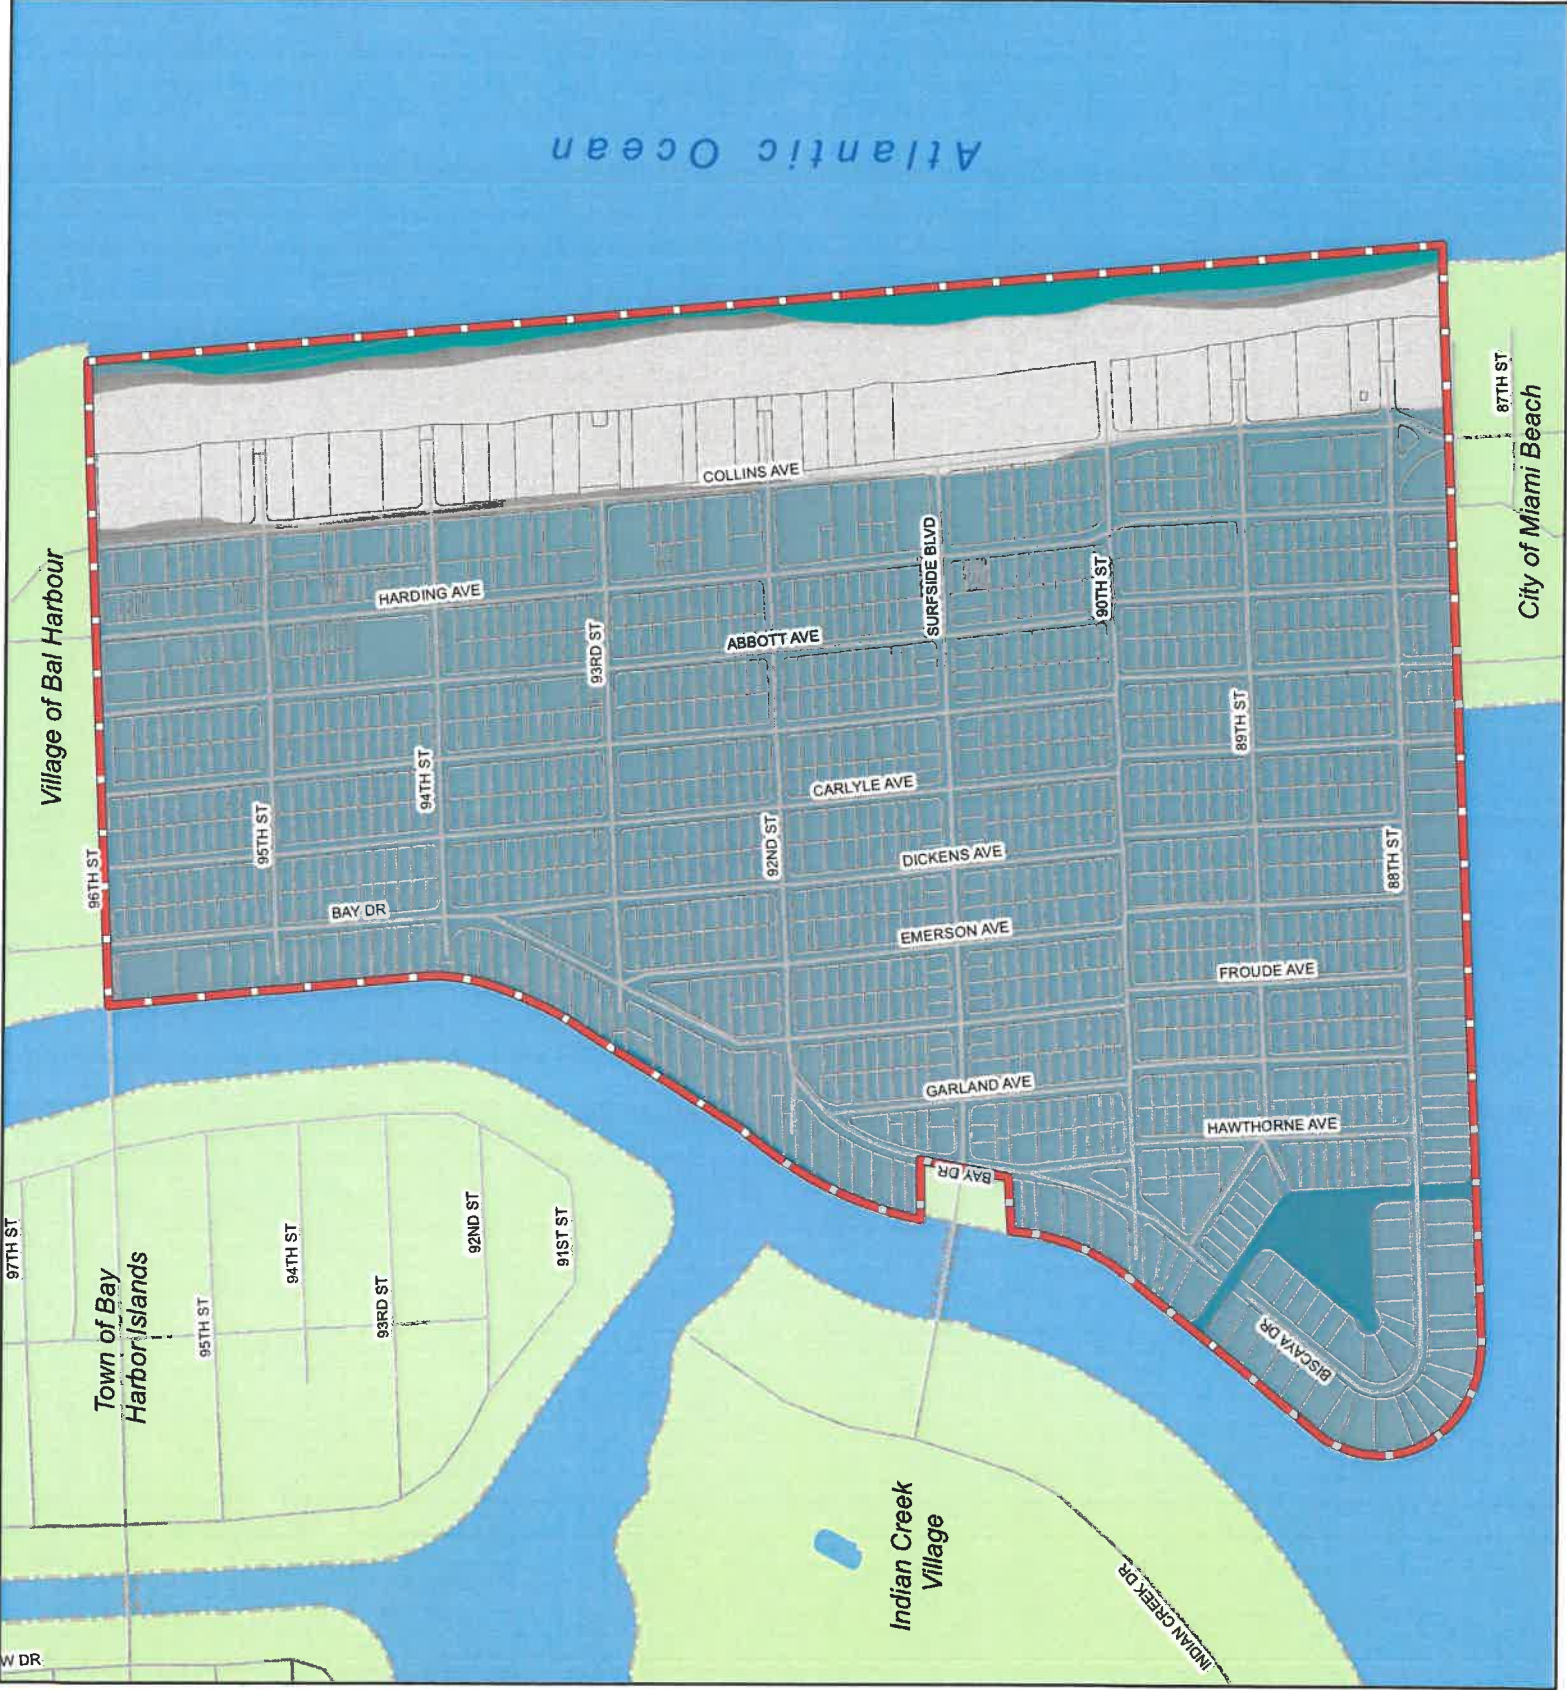 Atlantic Ocean
Village of Bal Harbour
City of Miami Beach
87TH ST
COLLINS AVE
HARDING AVE
SURFSIDE BLVD
90TH ST
93RD ST
ABBOTT AVE
89TH ST
94TH ST
CARLYLE AVE
95TH ST
92ND ST
DICKENS AVE
88TH ST
96TH ST
BAY DR
EMERSON AVE
FROUDE AVE
GARLAND AVE
HAWTHORNE AVE
BAY DR
97TH ST
94TH ST
92ND ST
91ST ST
Town of Bay
Harbor Islands
95TH ST
93RD ST
BISCAYA DR
Indian Creek
Village
INDIAN CREEK DR
W DR